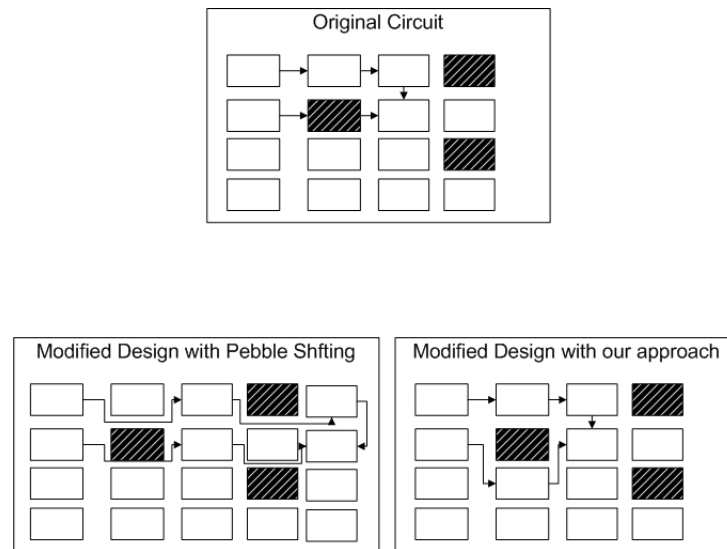 Original Circuit
Modified Design with Pebble Shfting
Modified Design with our approach